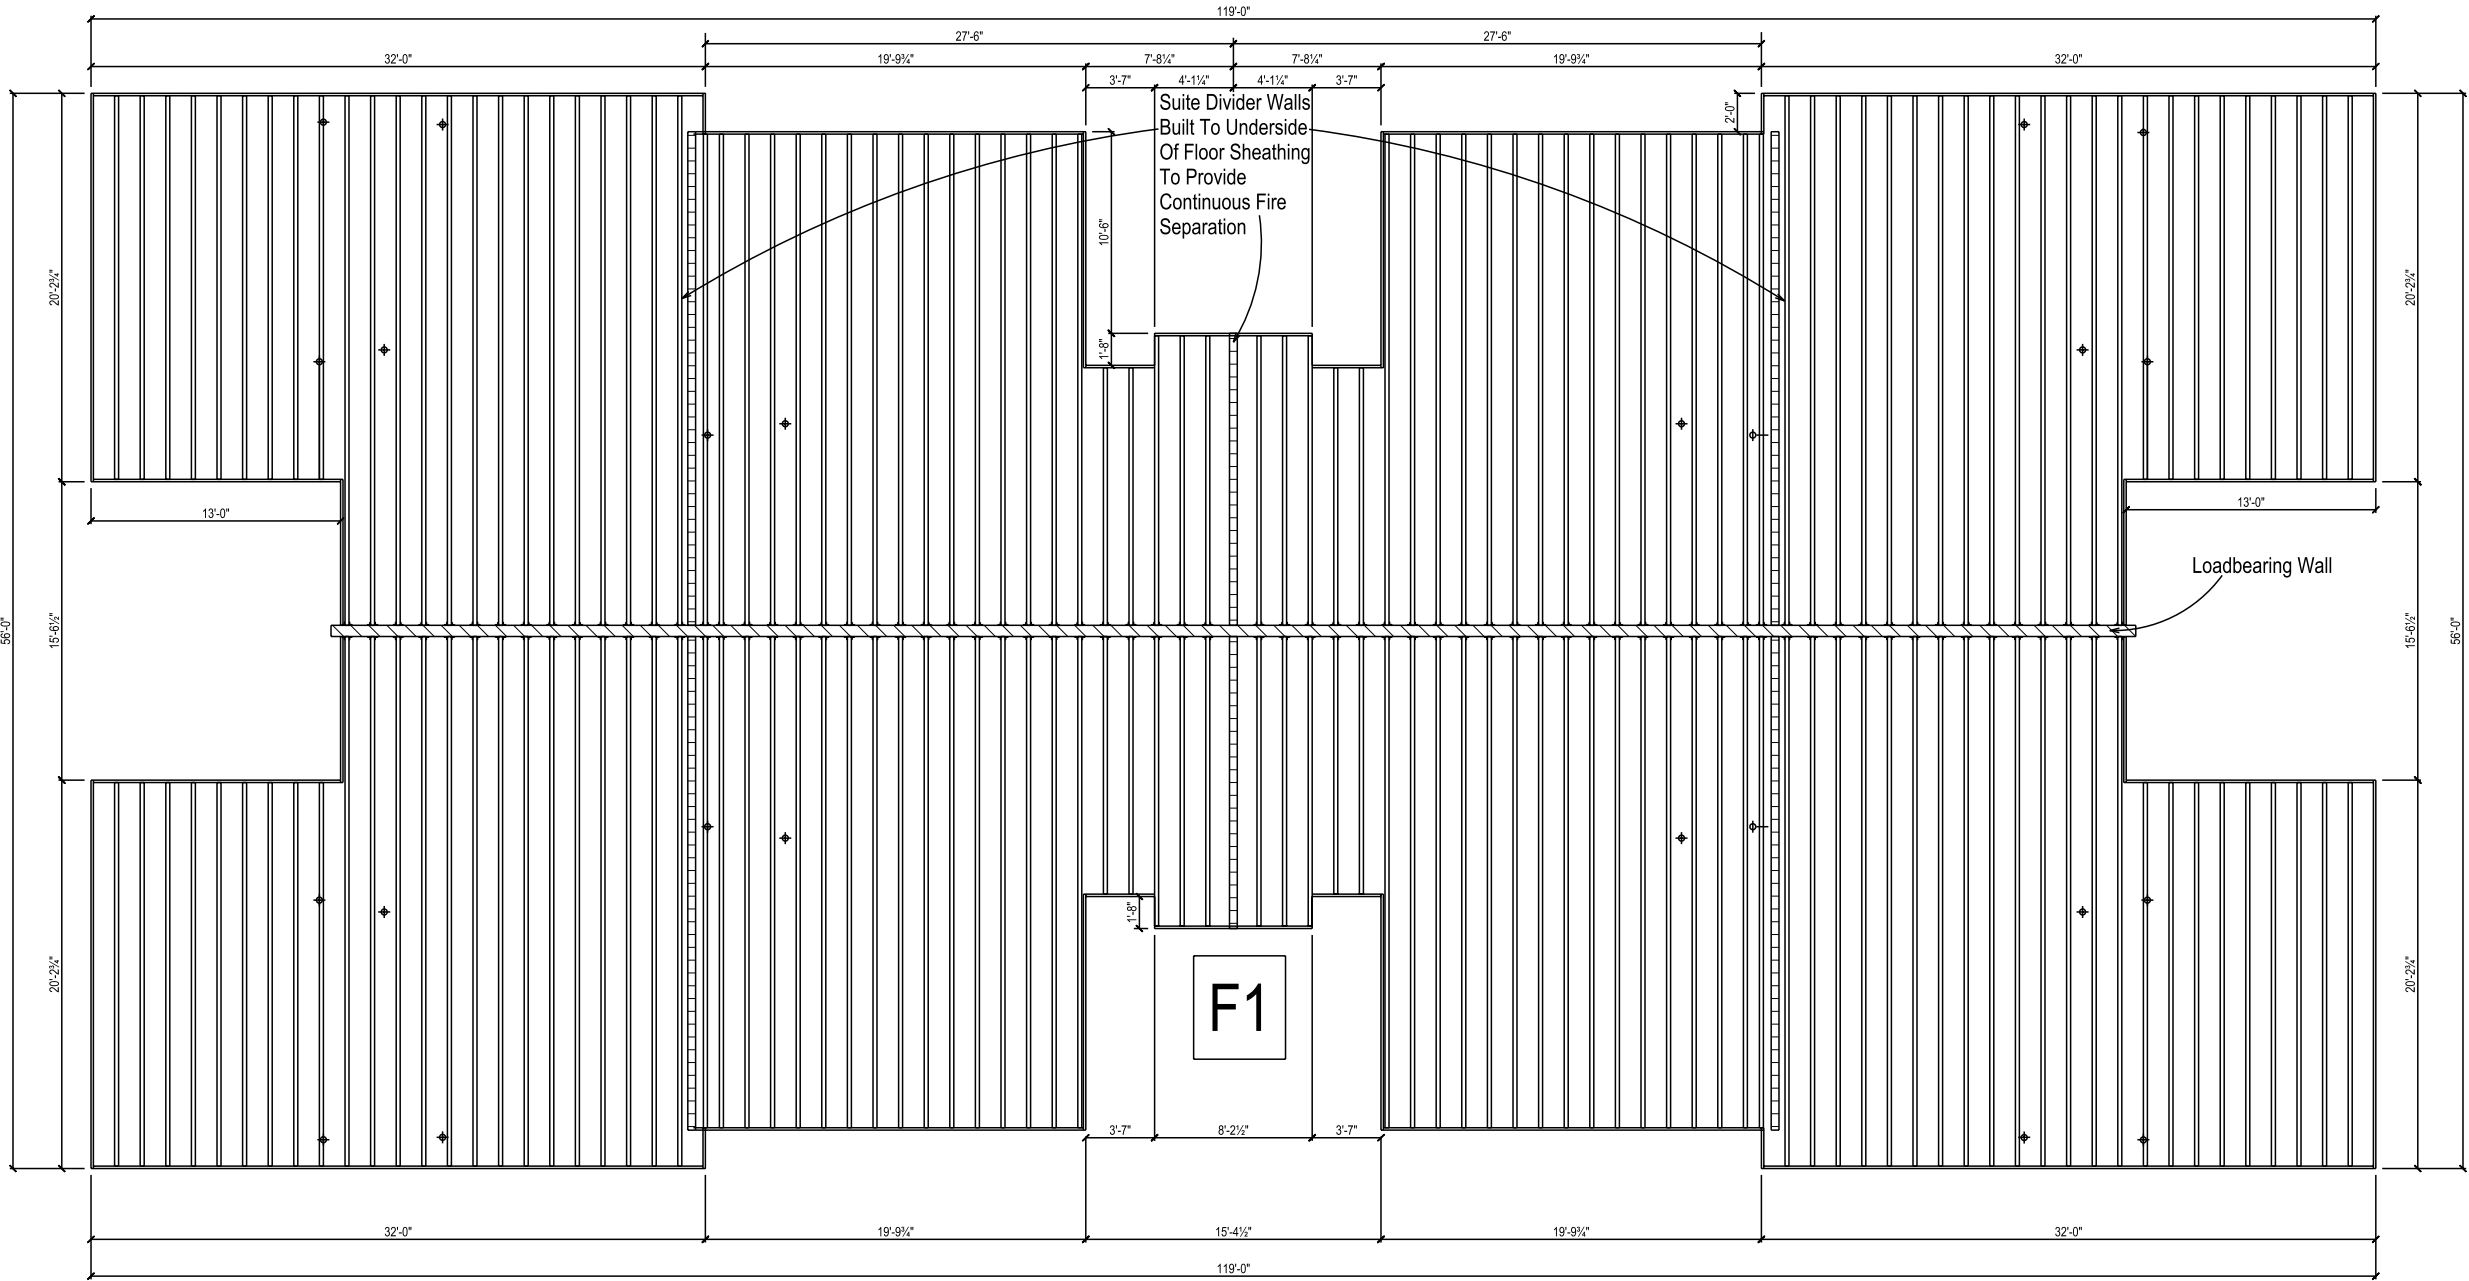 119'-0"
27'-6" 27'-6"
32'-0" 19'-9¾" 7'-8¼" 7'-8¼" 19'-9¾" 32'-0"
3'-7" 4'-1¼" 4'-1¼" 3'-7"
Suite Divider Walls
Built To Underside
Of Floor Sheathing
To Provide
Continuous Fire
Separation
2'-0"
10'-6"
20'-2¾"
20'-2¾"
1'-8"
13'-0"
13'-0"
Loadbearing Wall
56'-0"
15'-6½"
15'-6½"
56'-0"
1'-8"
20'-2¾"
20'-2¾"
F1
3'-7" 8'-2½" 3'-7"
32'-0" 19'-9¾" 15'-4½" 19'-9¾" 32'-0"
119'-0"